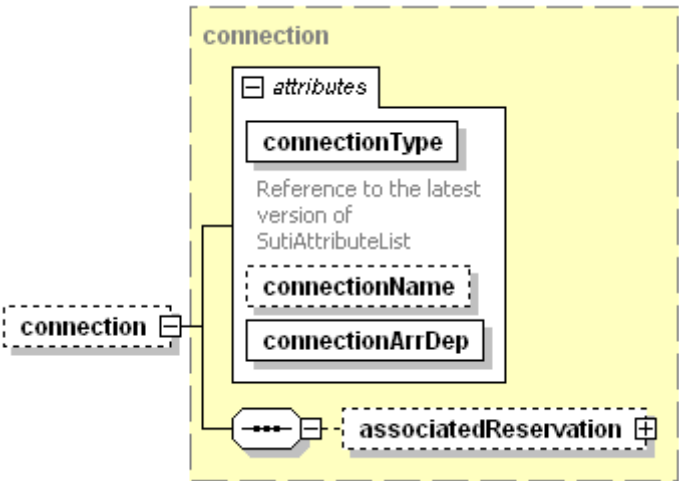 connection
attributes
connectionType
Reference to the latest
version of
SutiAttributeList
connectionName
connection
connectionArrDep
associatedReservation